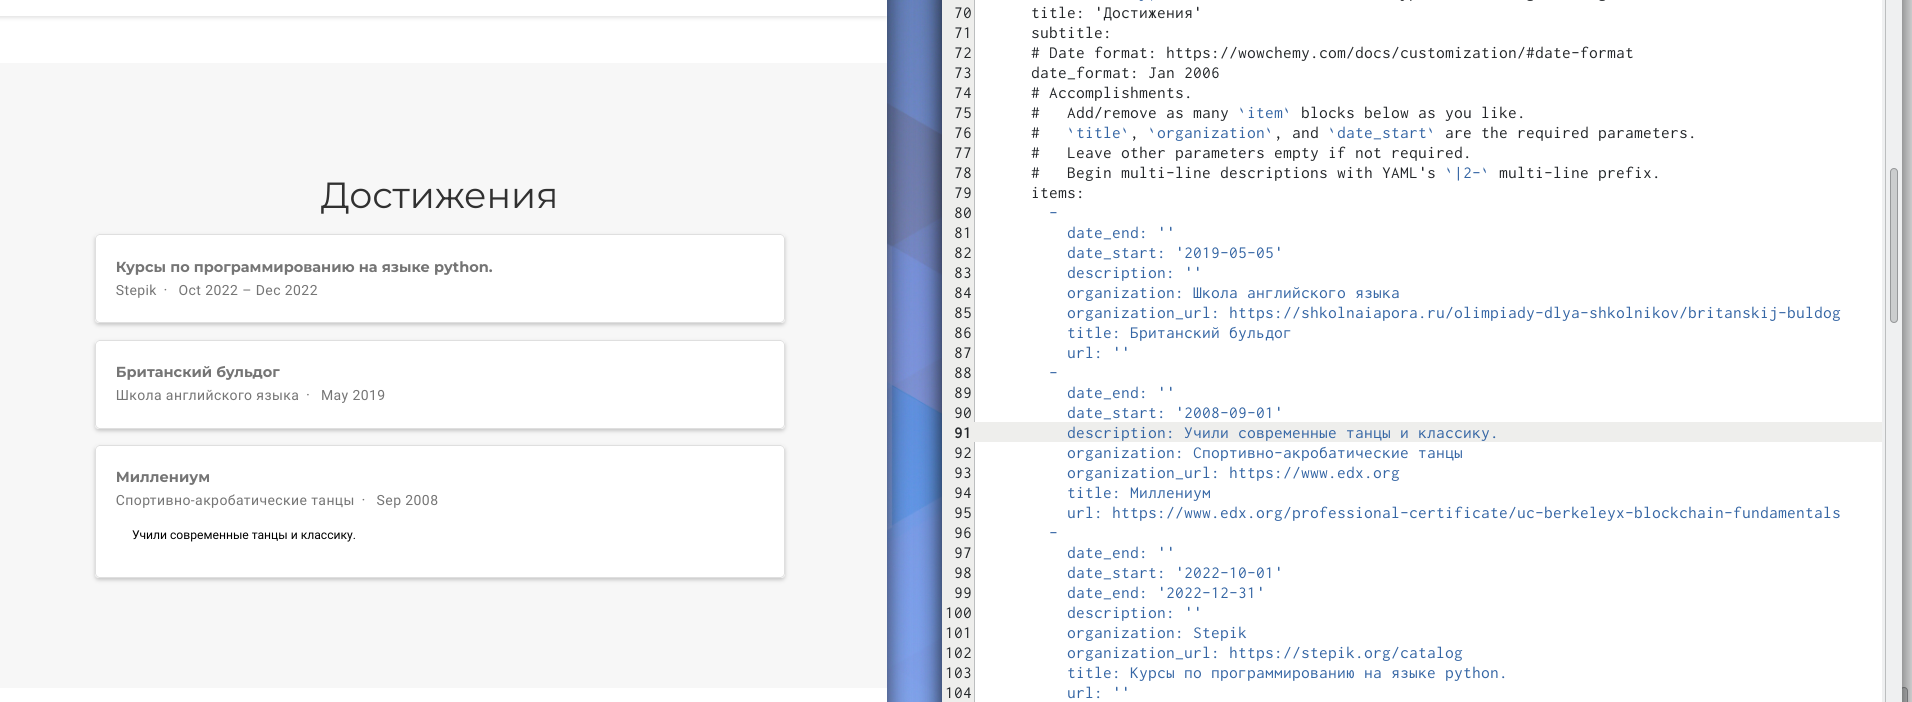 Достижения
Курсы по программированию на языке python.
Stepik · Oct 2022 – Dec 2022
Британский бульдог
Школа английского языка · May 2019
Миллениум
Спортивно-акробатические танцы · Sep 2008
Учили современные танцы и классику.
70 title: 'Достижения'
71 subtitle:
72 # Date format: https://wowchemy.com/docs/customization/#date-format
73 date_format: Jan 2006
74 # Accomplishments.
75 #   Add/remove as many `item` blocks below as you like.
76 #   `title`, `organization`, and `date_start` are the required parameters.
77 #   Leave other parameters empty if not required.
78 #   Begin multi-line descriptions with YAML's `|2-` multi-line prefix.
79 items:
80 -
81 date_end: ''
82 date_start: '2019-05-05'
83 description: ''
84 organization: Школа английского языка
85 organization_url: https://shkolnaiapora.ru/olimpiady-dlya-shkolnikov/britanskij-buldog
86 title: Британский бульдог
87 url: ''
88 -
89 date_end: ''
90 date_start: '2008-09-01'
91 description: Учили современные танцы и классику.
92 organization: Спортивно-акробатические танцы
93 organization_url: https://www.edx.org
94 title: Миллениум
95 url: https://www.edx.org/professional-certificate/uc-berkeleyx-blockchain-fundamentals
96 -
97 date_end: ''
98 date_start: '2022-10-01'
99 date_end: '2022-12-31'
100 description: ''
101 organization: Stepik
102 organization_url: https://stepik.org/catalog
103 title: Курсы по программированию на языке python.
104 url: ''